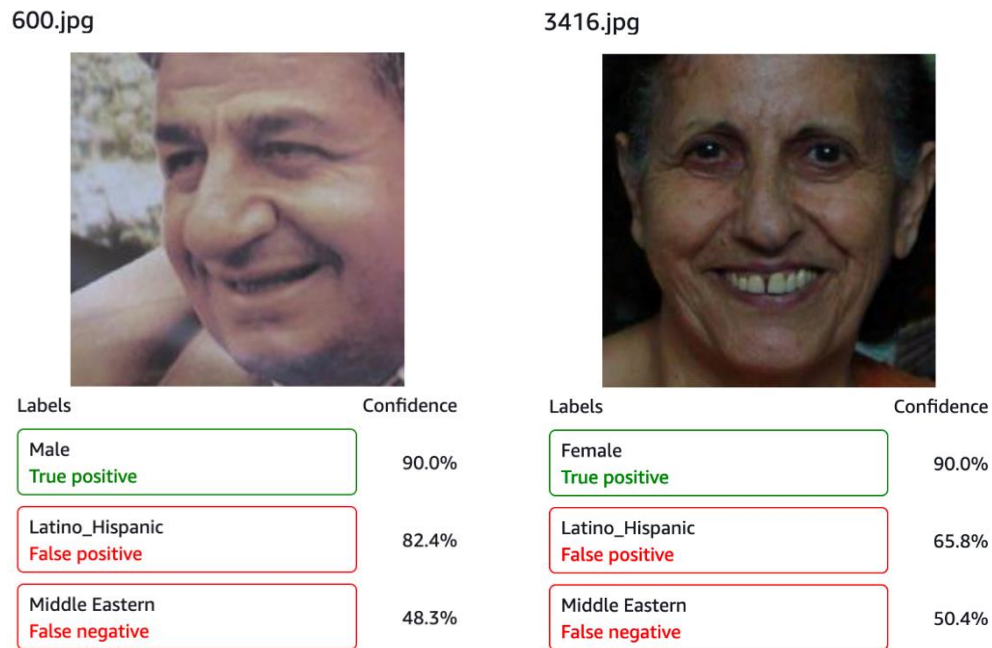 600.jpg
Labels Confidence
Male
True positive
90.0%
Latino_Hispanic
False positive
82.4%
Middle Eastern
False negative
48.3%
3416.jpg
Labels Confidence
Female
True positive
90.0%
Latino_Hispanic
False positive
65.8%
Middle Eastern
False negative
50.4%